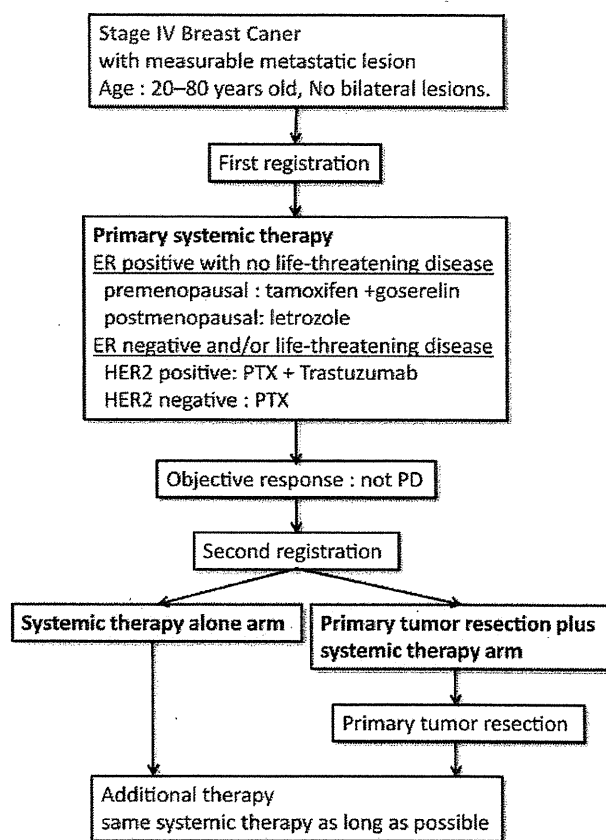 Stage IV Breast Caner
with measurable metastatic lesion
Age : 20–80 years old, No bilateral lesions.
First registration
Primary systemic therapy
ER positive with no life-threatening disease
premenopausal : tamoxifen +goserelin
postmenopausal: letrozole
ER negative and/or life-threatening disease
HER2 positive: PTX + Trastuzumab
HER2 negative : PTX
Objective response : not PD
Second registration
Systemic therapy alone arm
Primary tumor resection plus
systemic therapy arm
Primary tumor resection
Additional therapy
same systemic therapy as long as possible